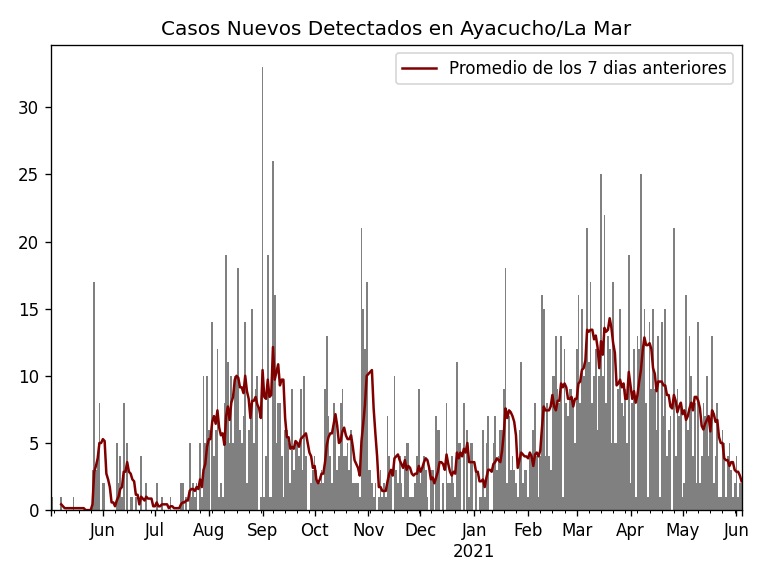 Casos Nuevos Detectados en Ayacucho/La Mar
Promedio de los 7 dias anteriores
30
25
20
15
10
5
0
Jun Jul Aug Sep Oct Nov Dec Jan Feb Mar Apr May Jun
2021